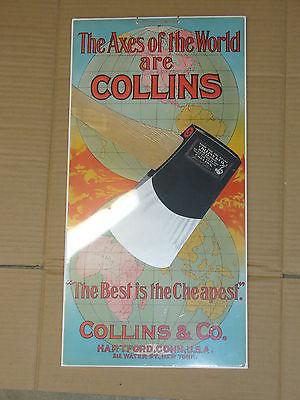 The Axes of the World
are
COLLINS
"The Best is the Cheapest."
COLLINS & Co.
HARTFORD, CONN, U.S.A.
212 WATER ST., NEW YORK.